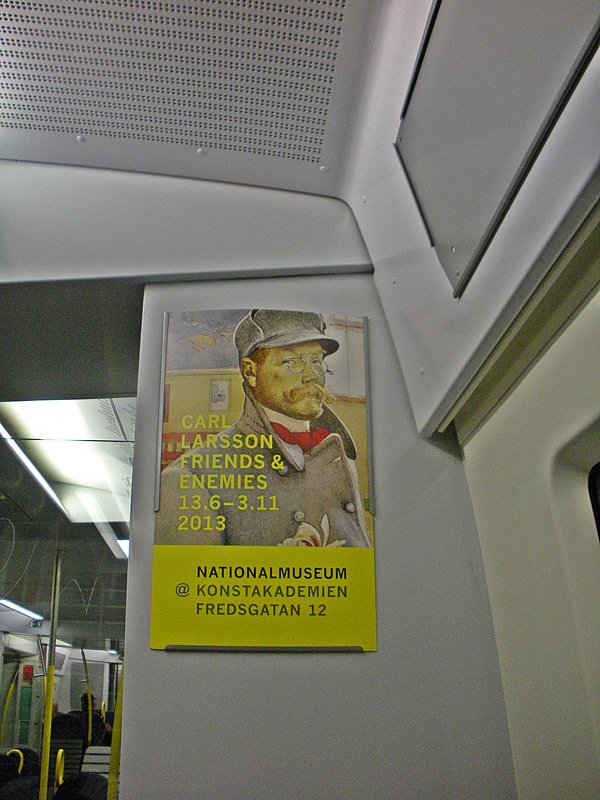 CARL
LARSSON
FRIENDS &
ENEMIES
13.6–3.11
2013
NATIONALMUSEUM
@ KONSTAKADEMIEN
FREDSGATAN 12